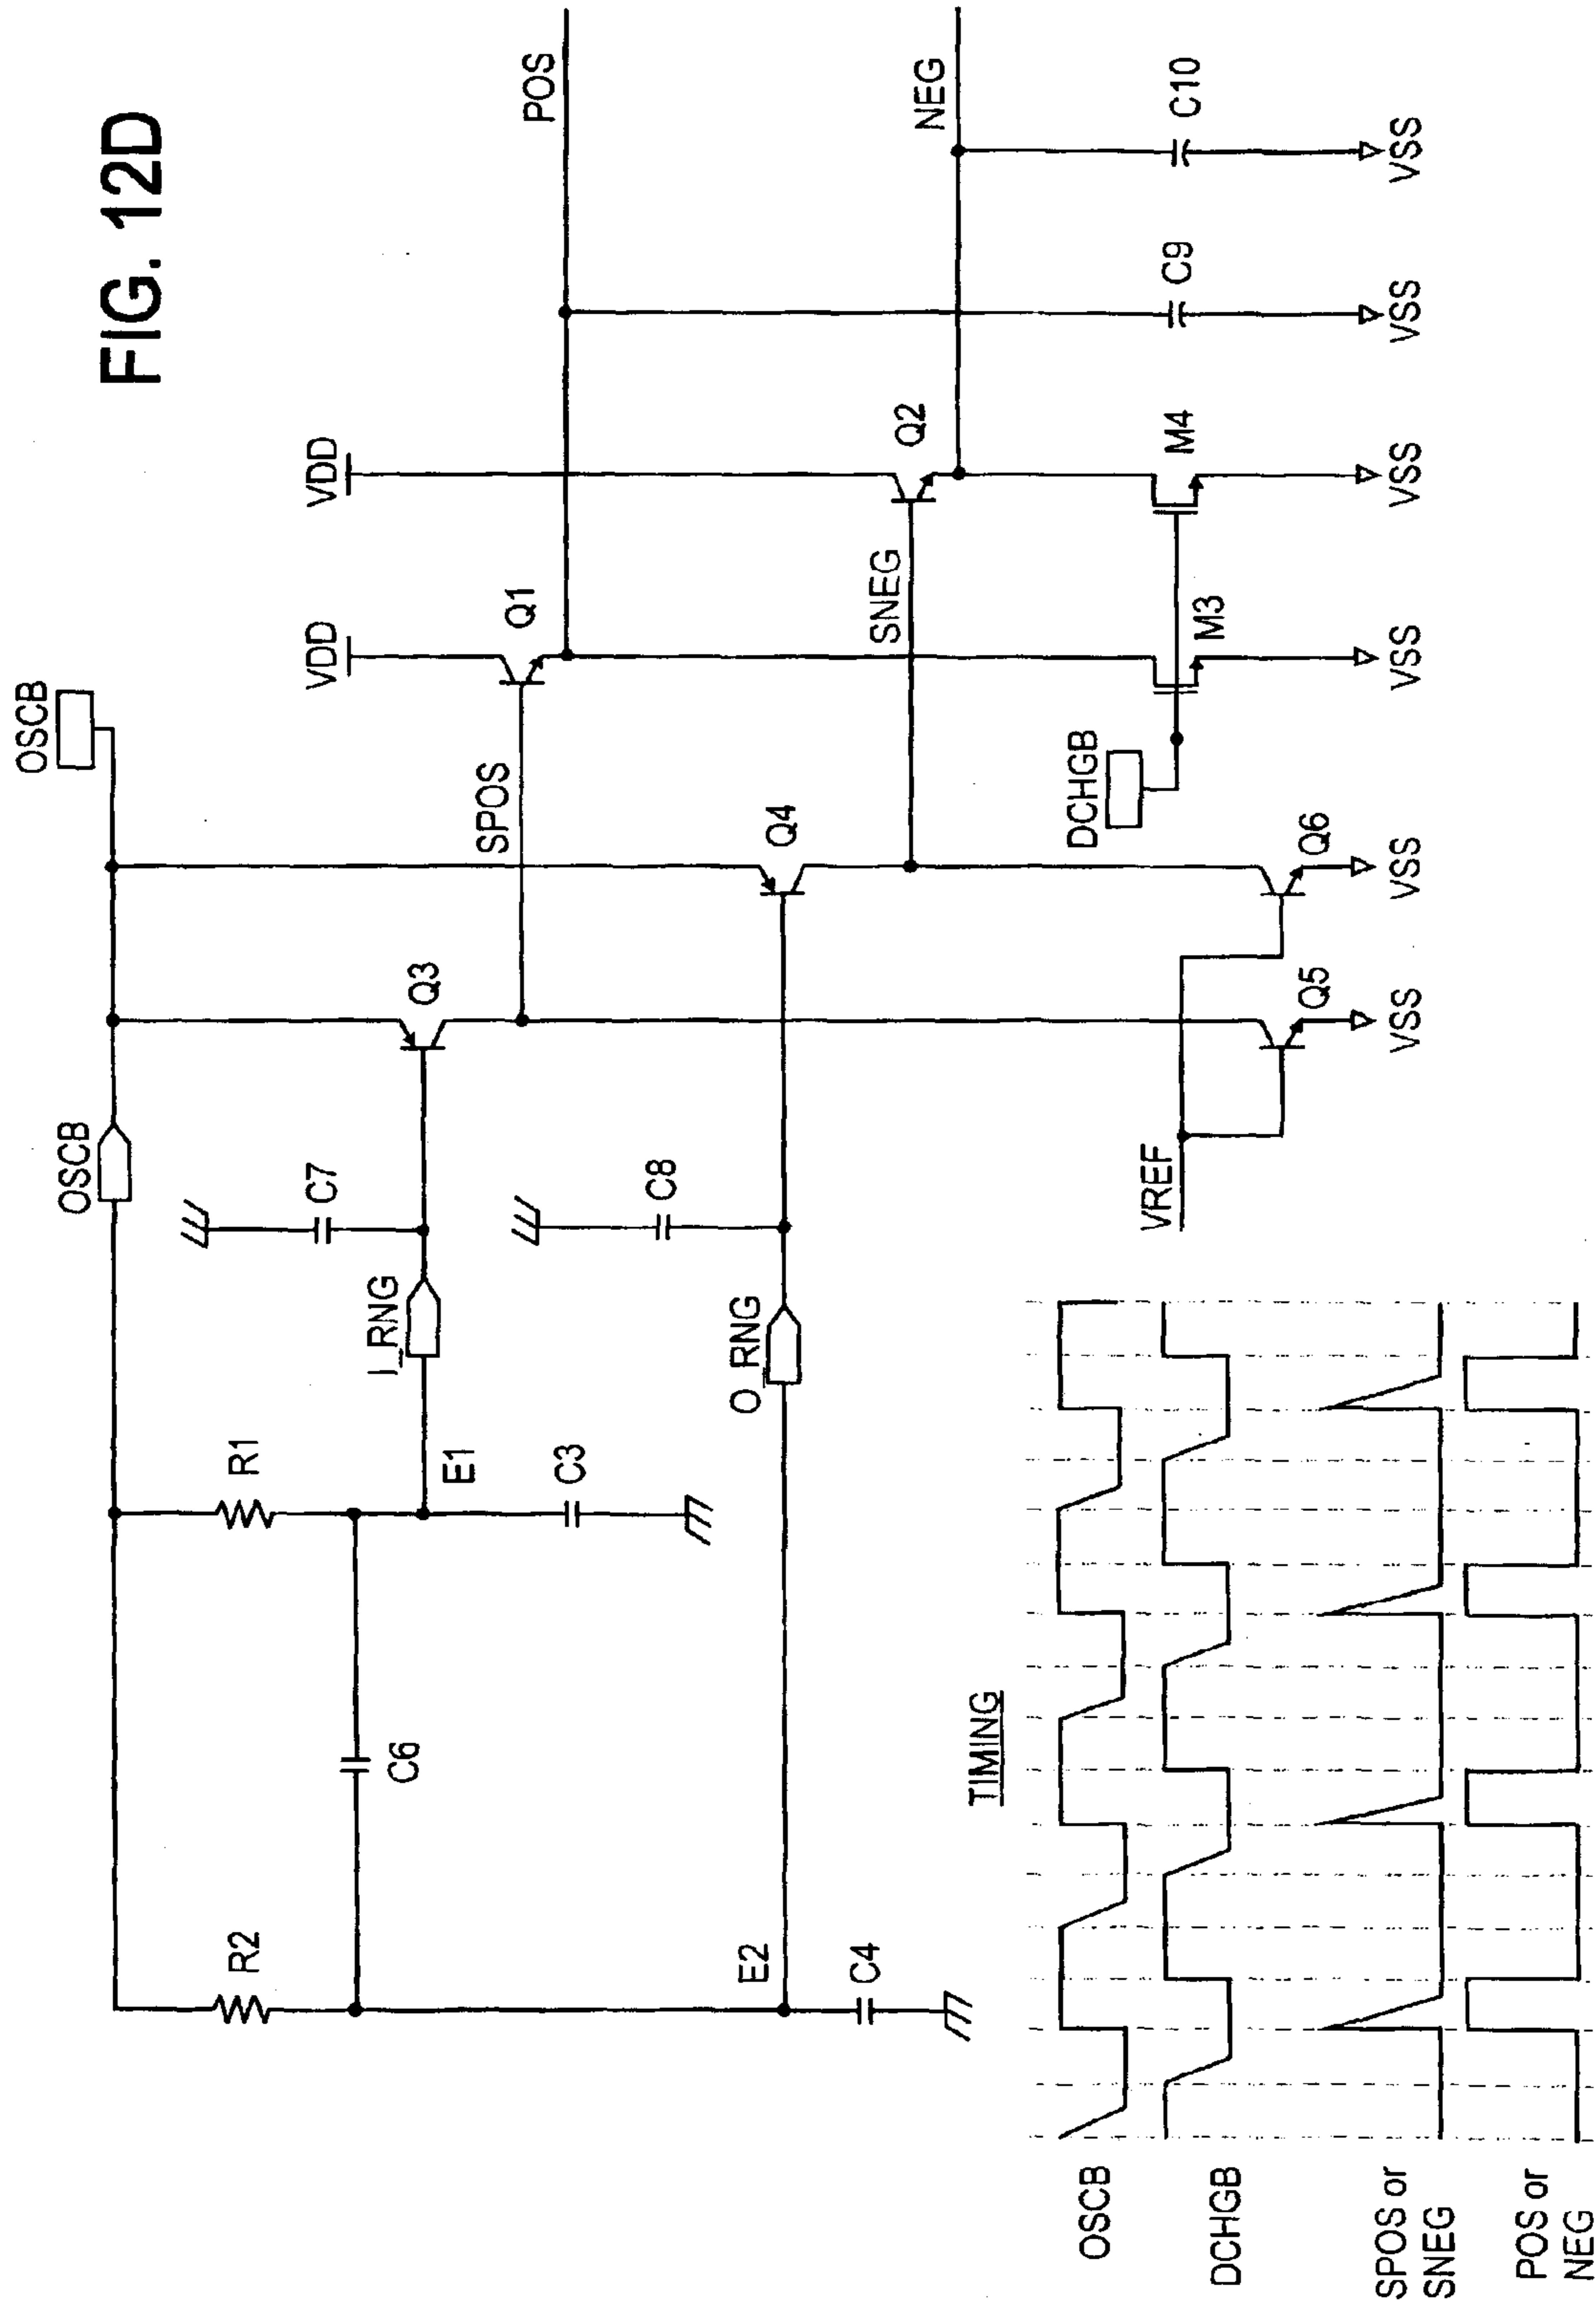 FIG. 12D
OSCB
OSCB
VDD
VDD
POS
R2
R1
C7
Q3
SPOS
Q1
C6
I_RNG
E1
C3
C8
Q4
SNEG
Q2
NEG
E2
O_RNG
C4
DCHGB
VREF
Q5
Q6
M3
M4
C9
C10
VSS
VSS
VSS
VSS
VSS
VSS
TIMING
OSCB
DCHGB
SPOS or
SNEG
POS or
NEG